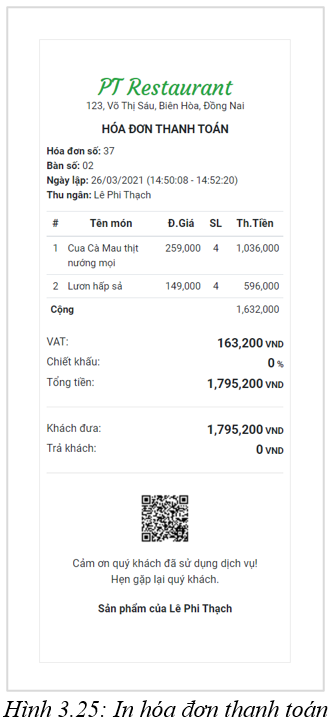 PT Restaurant
123, Võ Thị Sáu, Biên Hòa, Đồng Nai
HÓA ĐƠN THANH TOÁN
Hóa đơn số: 37
Bàn số: 02
Ngày lập: 26/03/2021 (14:50:08 - 14:52:20)
Thu ngân: Lê Phi Thạch
# Tên món Đ.Giá SL Th.Tiền
1 Cua Cà Mau thịt 259,000 4 1,036,000
nướng mọi
2 Lươn hấp sả 149,000 4 596,000
Cộng 1,632,000
VAT: 163,200 VND
Chiết khấu: 0 %
Tổng tiền: 1,795,200 VND
Khách đưa: 1,795,200 VND
Trả khách: 0 VND
Cảm ơn quý khách đã sử dụng dịch vụ!
Hẹn gặp lại quý khách.
Sản phẩm của Lê Phi Thạch
Hình 3.25: In hóa đơn thanh toán